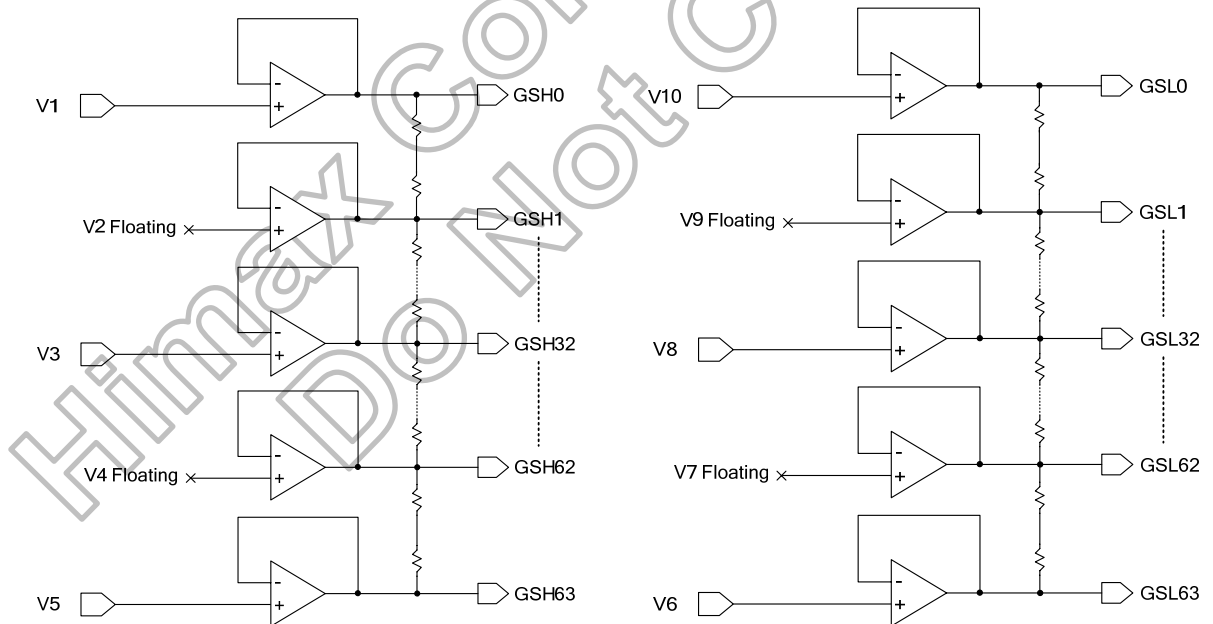 V1
-
+
GSH0
V2 Floating
-
+
GSH1
V3
-
+
GSH32
V4 Floating
-
+
GSH62
V5
-
+
GSH63
V10
-
+
GSL0
V9 Floating
-
+
GSL1
V8
-
+
GSL32
V7 Floating
-
+
GSL62
V6
-
+
GSL63
Himax Con
Do Not C